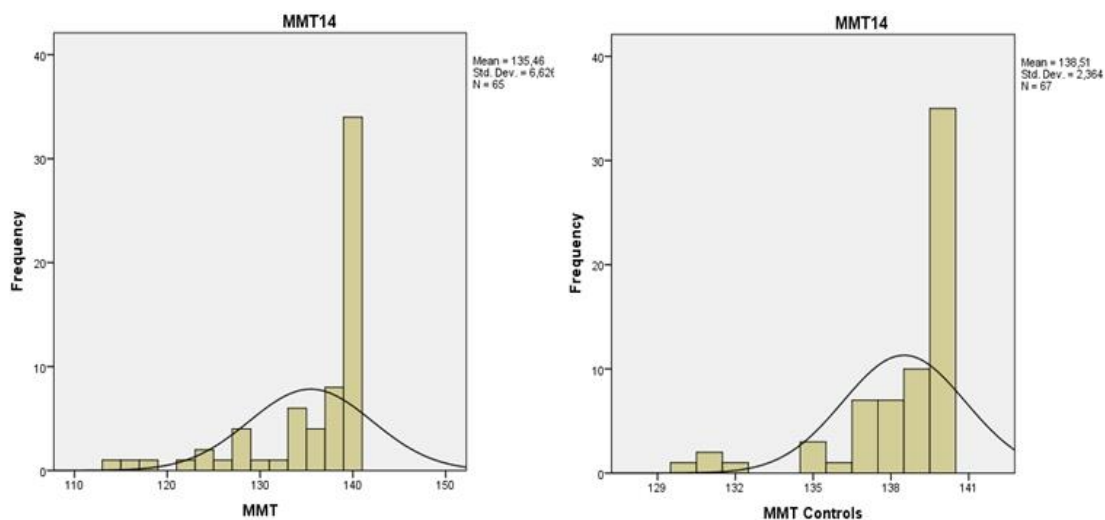 MMT14
Mean = 135,46
Std. Dev. = 6,626
N = 65
40
30
20
10
0
Frequency
110 120 130 140 150
MMT
MMT14
Mean = 138,51
Std. Dev. = 2,364
N = 67
40
30
20
10
0
Frequency
129 132 135 138 141
MMT Controls